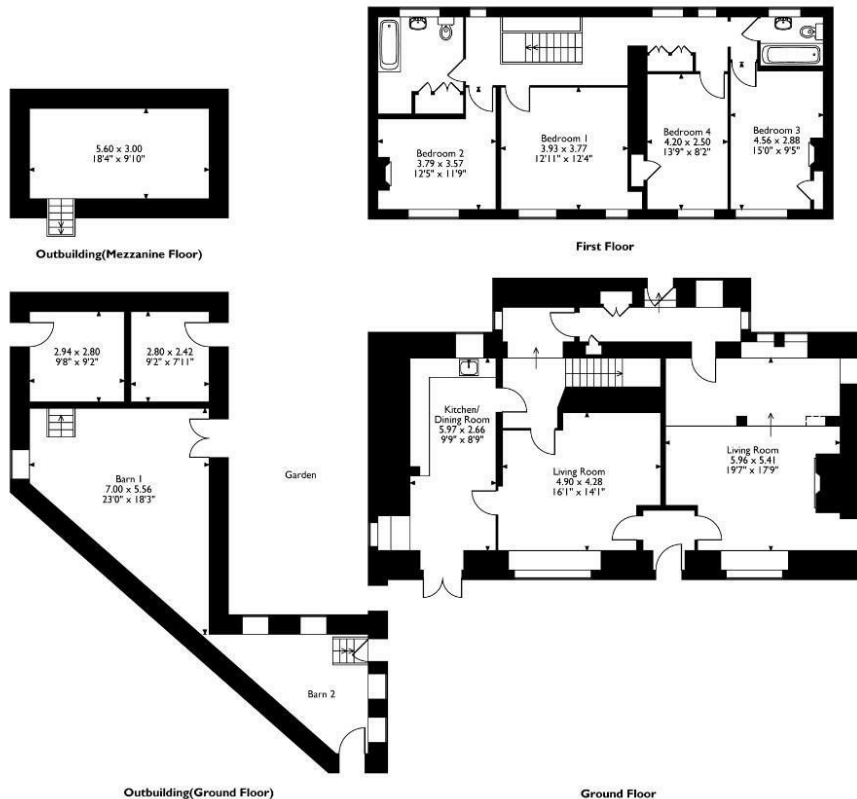 5.60 x 3.00
18'4" x 9'10"
Outbuilding(Mezzanine Floor)
Bedroom 2
3.79 x 3.57
12'5" x 11'9"
Bedroom 1
3.93 x 3.77
12'11" x 12'4"
Bedroom 4
4.20 x 2.50
13'9" x 8'2"
Bedroom 3
4.56 x 2.88
15'0" x 9'5"
First Floor
2.94 x 2.80
9'8" x 9'2"
2.80 x 2.42
9'2" x 7'11"
Barn 1
7.00 x 5.56
23'0" x 18'3"
Garden
Barn 2
Outbuilding(Ground Floor)
Kitchen/
Dining Room
5.97 x 2.66
9'9" x 8'9"
Living Room
4.90 x 4.28
16'1" x 14'1"
Living Room
5.96 x 5.41
19'7" x 17'9"
Ground Floor